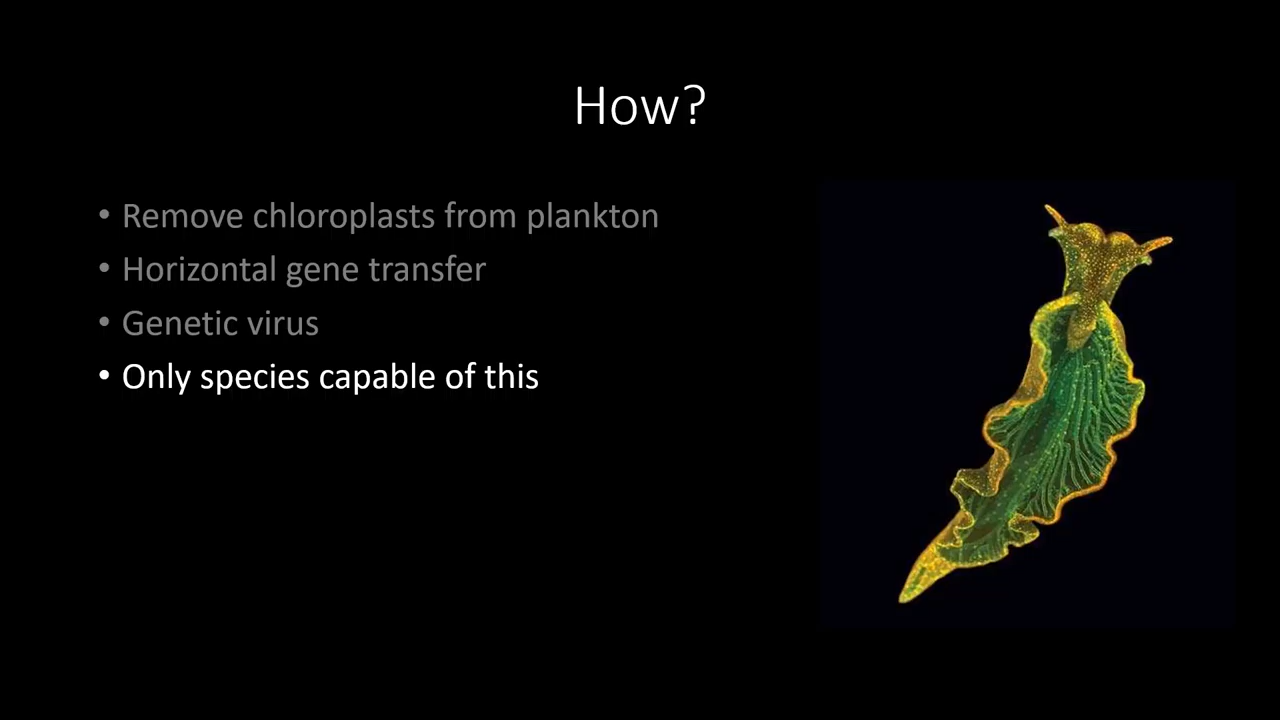 How?
• Remove chloroplasts from plankton
• Horizontal gene transfer
• Genetic virus
• Only species capable of this